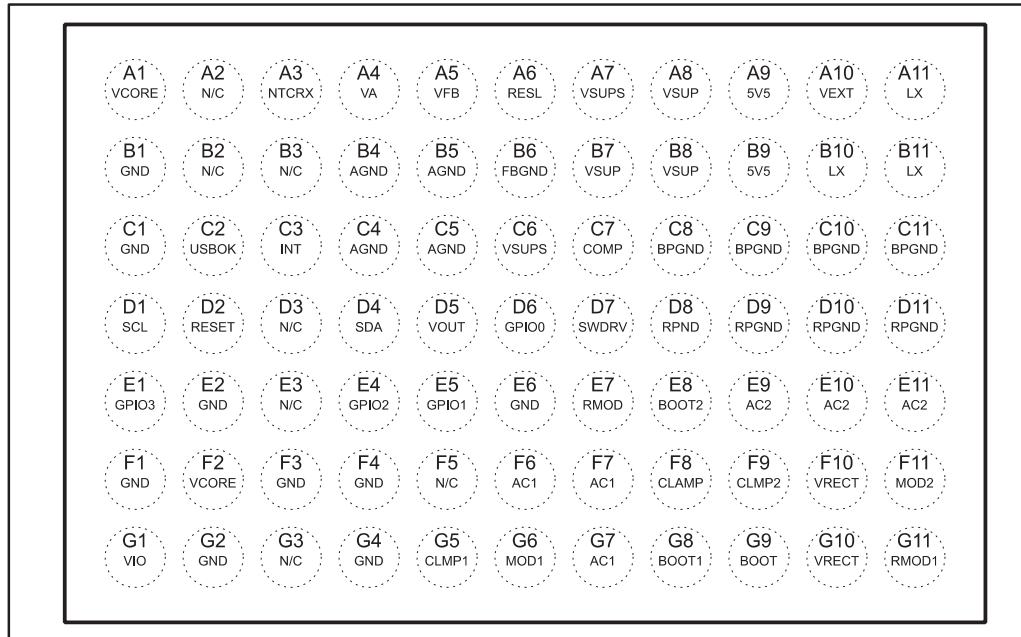 A1 A2 A3 A4 A5 A6 A7 A8 A9 A10 A11
VCORE N/C NTCRX VA VFB RESL VSUPS VSUP 5V5 VEXT LX
B1 B2 B3 B4 B5 B6 B7 B8 B9 B10 B11
GND N/C N/C AGND AGND FBGND VSUP VSUP 5V5 LX LX
C1 C2 C3 C4 C5 C6 C7 C8 C9 C10 C11
GND USBOK INT AGND AGND VSUPS COMP BPGND BPGND BPGND BPGND
D1 D2 D3 D4 D5 D6 D7 D8 D9 D10 D11
SCL RESET N/C SDA VOUT GPIO0 SWDRV RPND RPGND RPGND RPGND
E1 E2 E3 E4 E5 E6 E7 E8 E9 E10 E11
GPIO3 GND N/C GPIO2 GPIO1 GND RMOD BOOT2 AC2 AC2 AC2
F1 F2 F3 F4 F5 F6 F7 F8 F9 F10 F11
GND VCORE GND GND N/C AC1 AC1 CLAMP CLMP2 VRECT MOD2
G1 G2 G3 G4 G5 G6 G7 G8 G9 G10 G11
VIO GND N/C GND CLMP1 MOD1 AC1 BOOT1 BOOT VRECT RMOD1